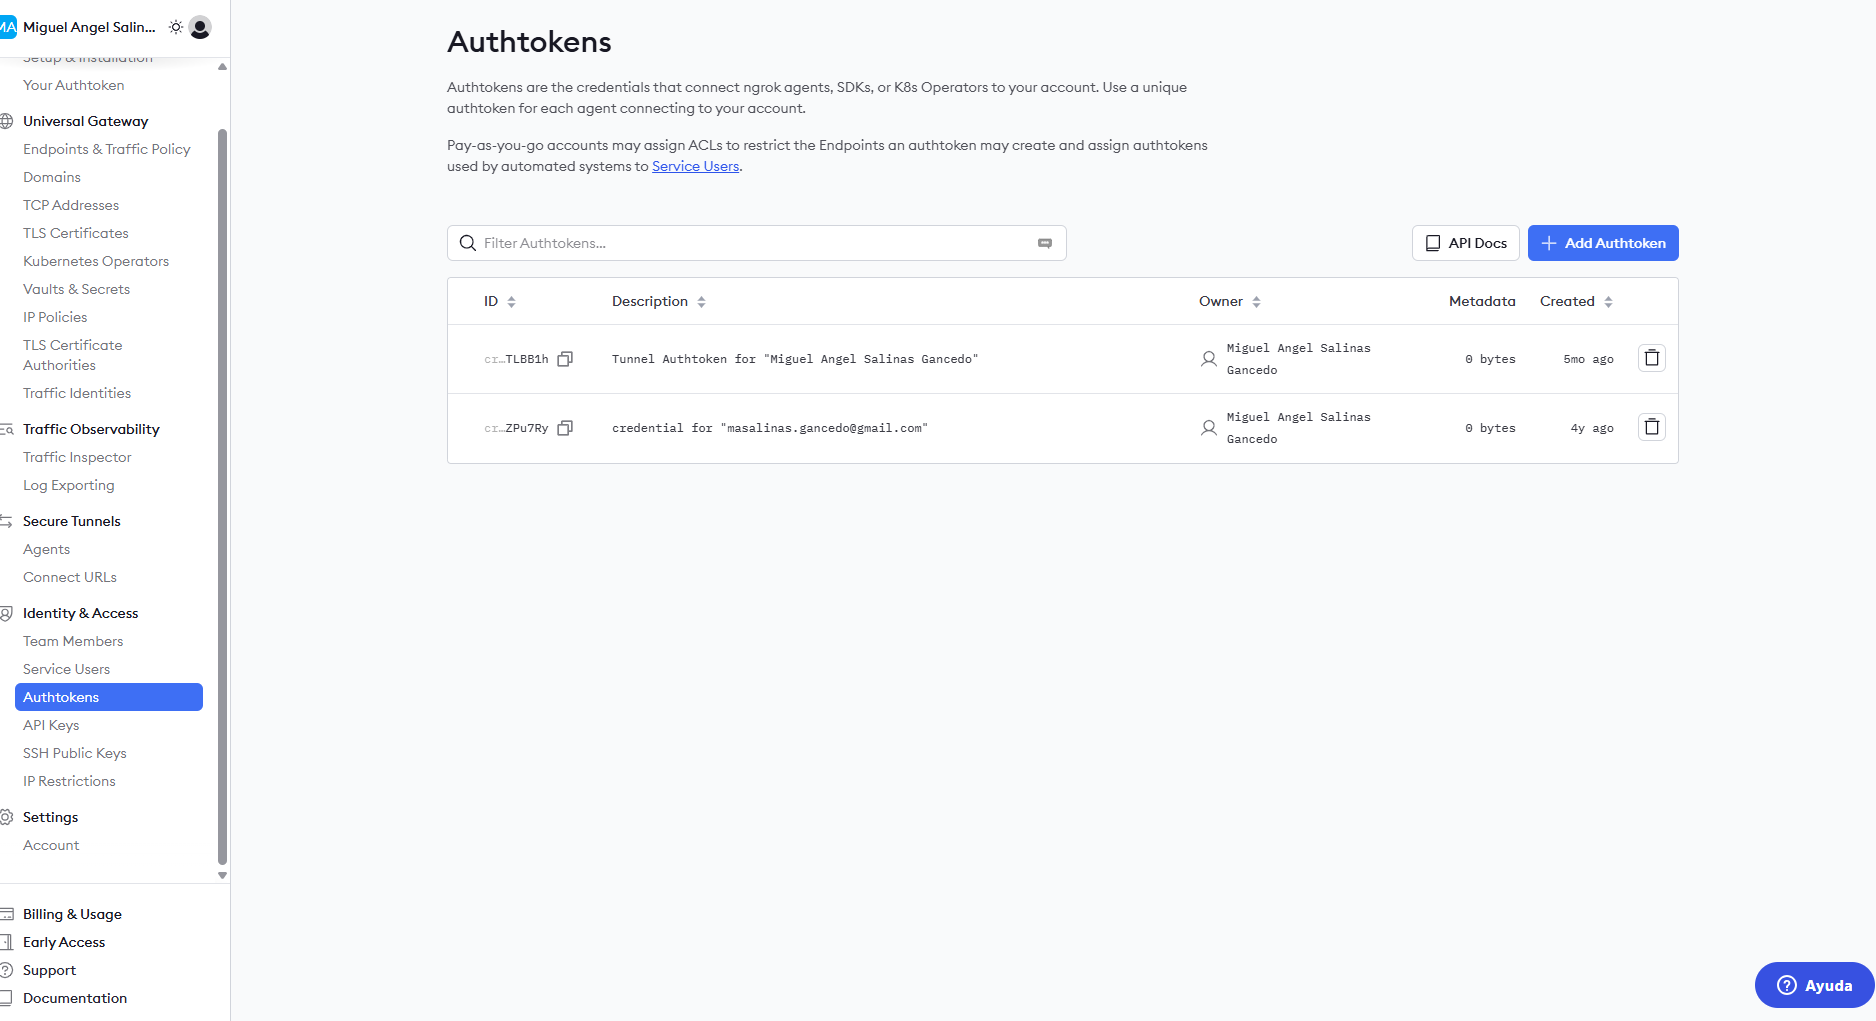 MA Miguel Angel Salin...
Setup & Installation
Your Authtoken
Universal Gateway
Endpoints & Traffic Policy
Domains
TCP Addresses
TLS Certificates
Kubernetes Operators
Vaults & Secrets
IP Policies
TLS Certificate
Authorities
Traffic Identities
Traffic Observability
Traffic Inspector
Log Exporting
Secure Tunnels
Agents
Connect URLs
Identity & Access
Team Members
Service Users
Authtokens
API Keys
SSH Public Keys
IP Restrictions
Settings
Account
Billing & Usage
Early Access
Support
Documentation
Authtokens
Authtokens are the credentials that connect ngrok agents, SDKs, or K8s Operators to your account. Use a unique
authtoken for each agent connecting to your account.
Pay-as-you-go accounts may assign ACLs to restrict the Endpoints an authtoken may create and assign authtokens
used by automated systems to Service Users.
Filter Authtokens...
API Docs
Add Authtoken
ID Description Owner Metadata Created
cr…TLBB1h Tunnel Authtoken for "Miguel Angel Salinas Gancedo" Miguel Angel Salinas
Gancedo 0 bytes 5mo ago
cr…ZPu7Ry credential for "masalinas.gancedo@gmail.com" Miguel Angel Salinas
Gancedo 0 bytes 4y ago
Ayuda